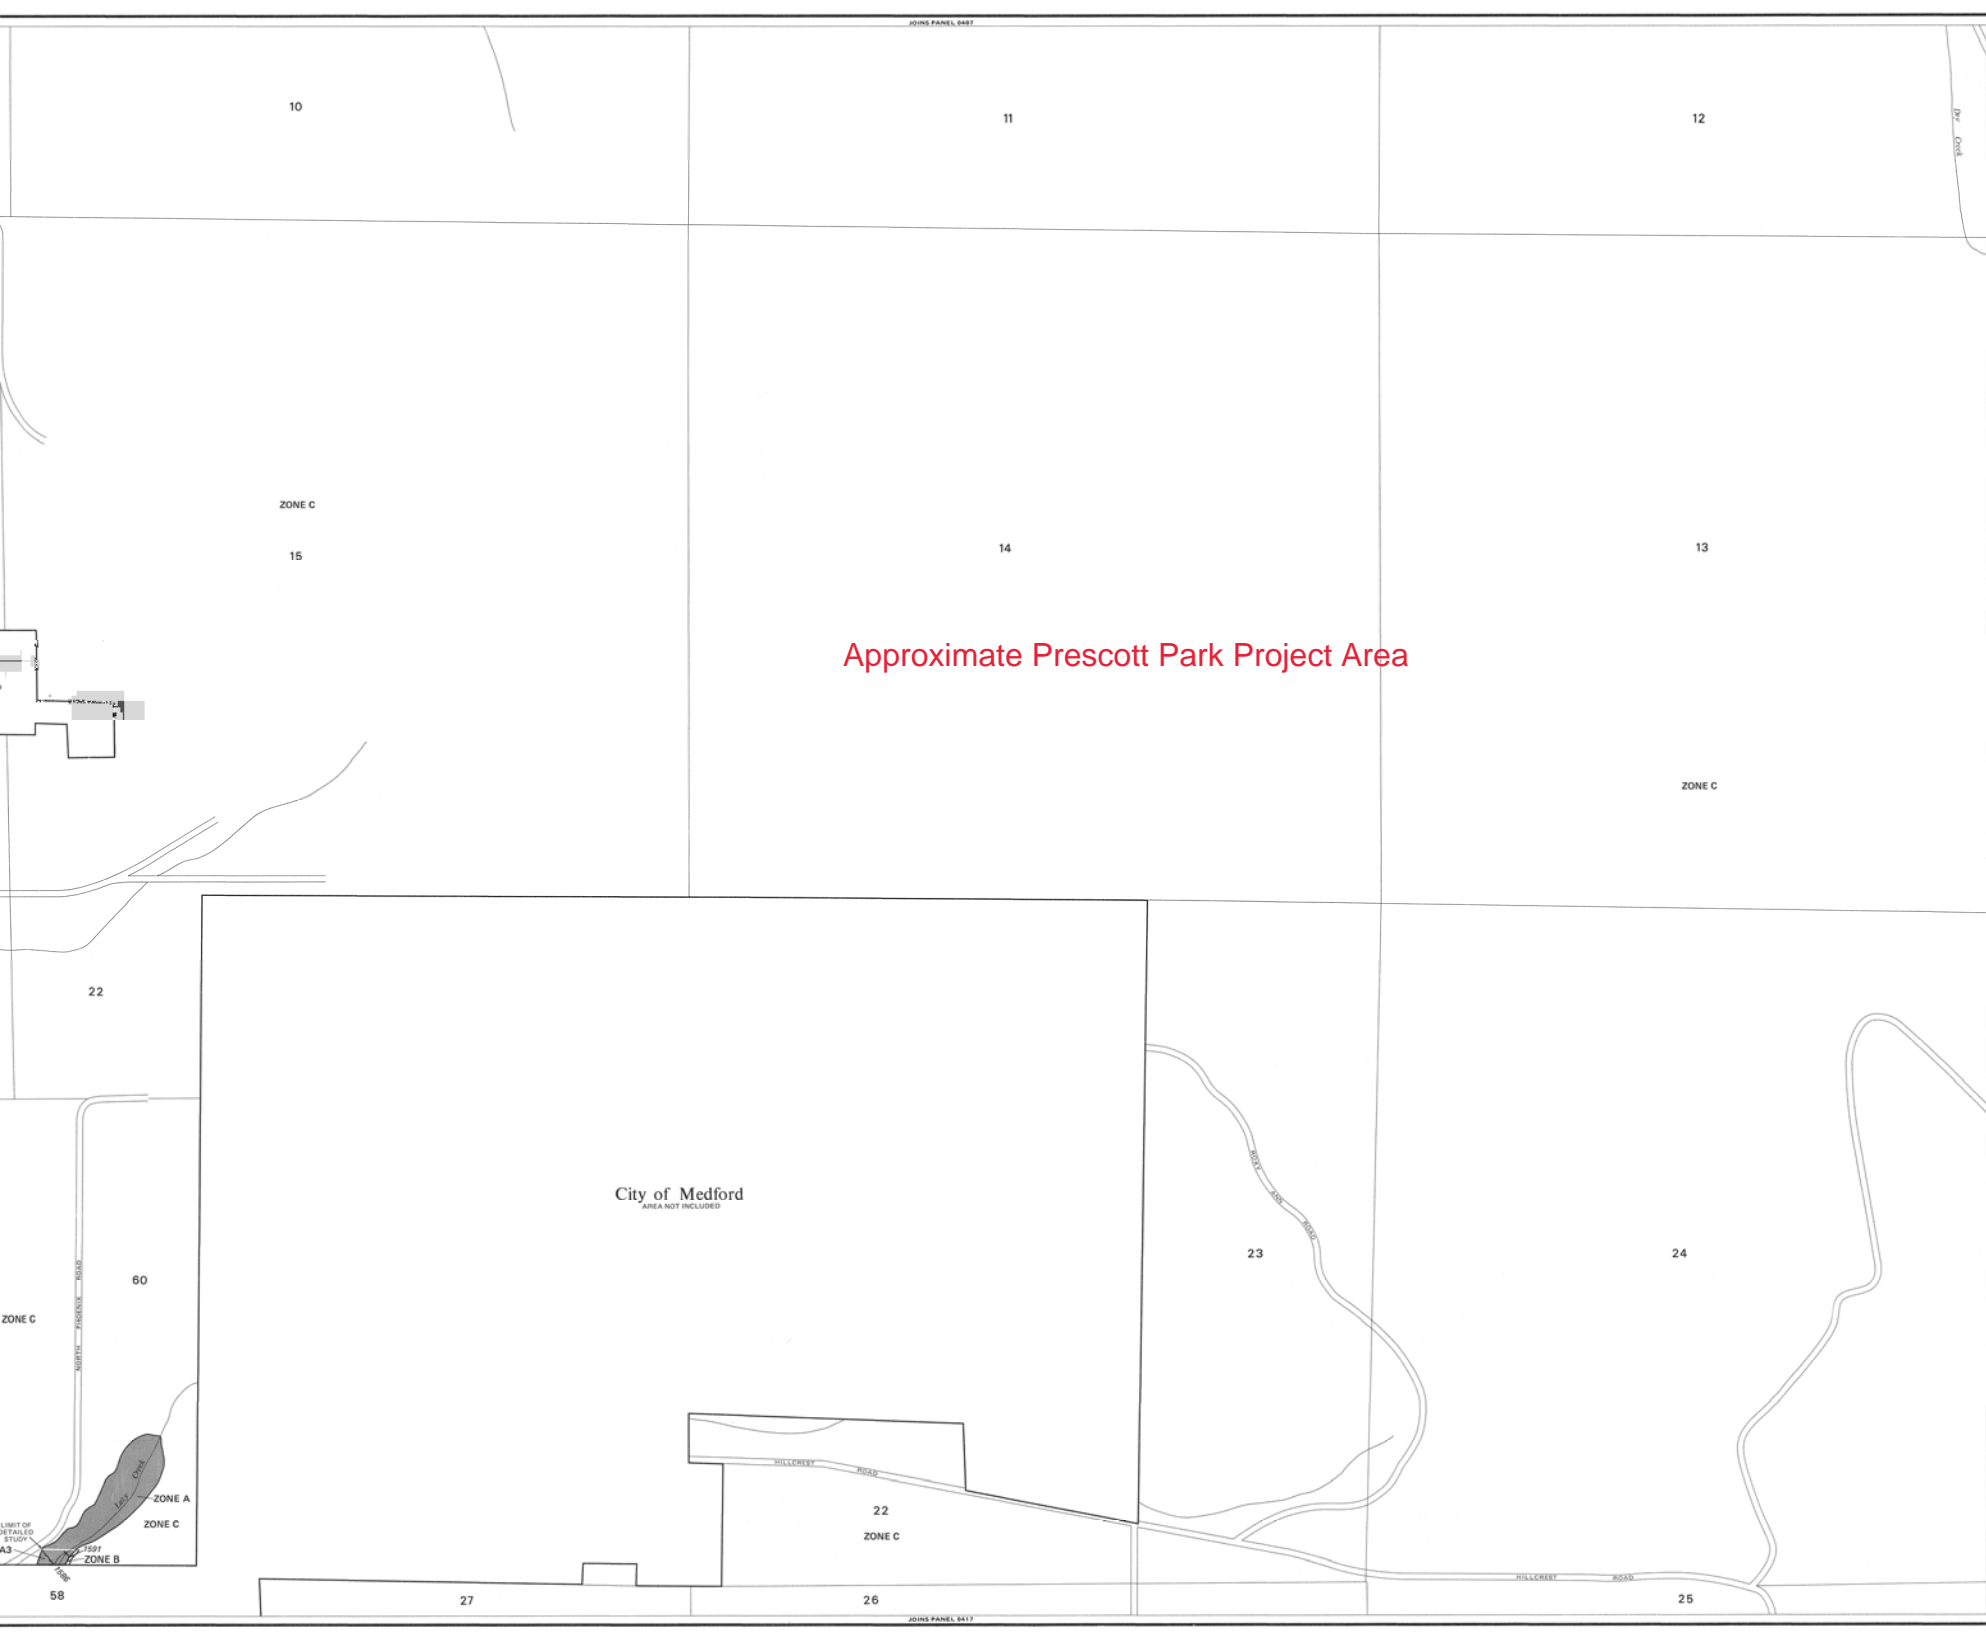 JOINS PANEL 0407
10
11
12
Dry Creek
ZONE C
15
14
13
Approximate Prescott Park Project Area
ZONE C
22
City of Medford
AREA NOT INCLUDED
ROXY ANN ROAD
23
24
60
NORTH PHOENIX ROAD
ZONE C
HILLCREST ROAD
Lazy Creek
ZONE A
ZONE C
22
ZONE C
LIMIT OF
DETAILED
STUDY
A3
1591
ZONE B
1586
HILLCREST ROAD
58
27
26
25
JOINS PANEL 0417